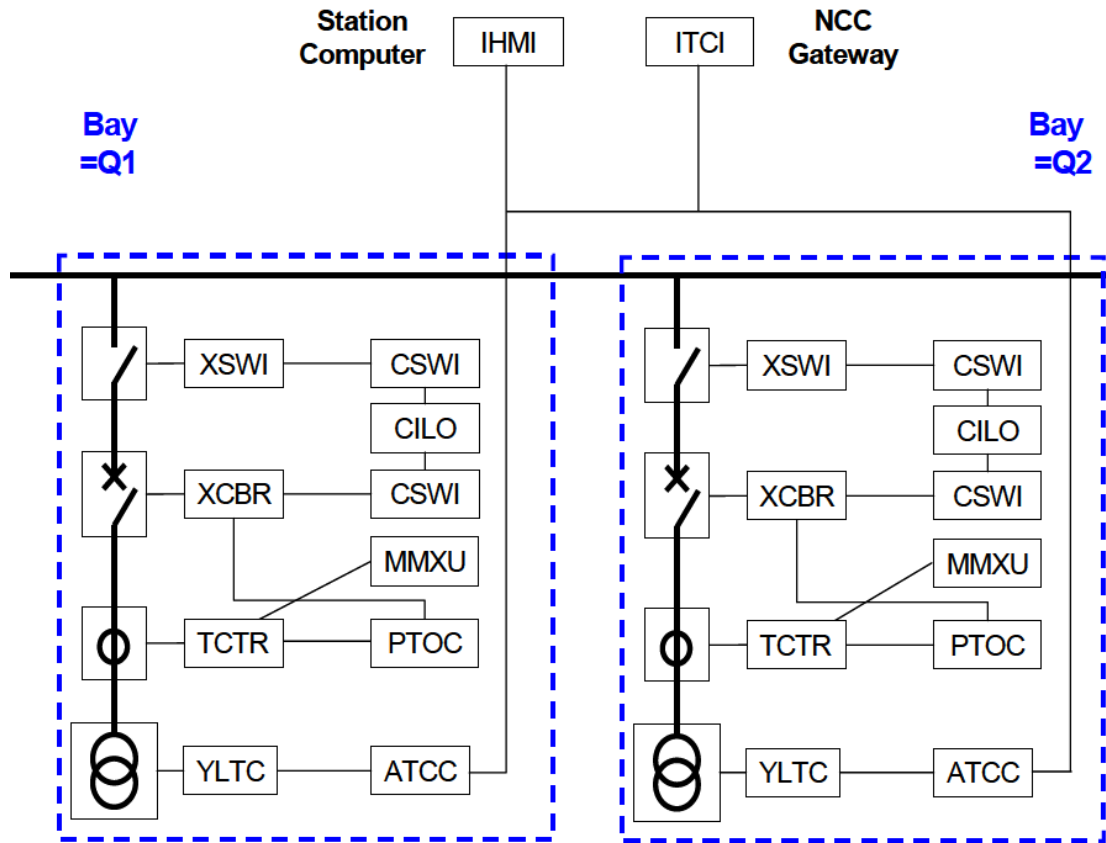 Station
Computer
IHMI
ITCI
NCC
Gateway
Bay
=Q1
Bay
=Q2
XSWI
CSWI
CILO
XCBR
CSWI
MMXU
TCTR
PTOC
YLTC
ATCC
XSWI
CSWI
CILO
XCBR
CSWI
MMXU
TCTR
PTOC
YLTC
ATCC